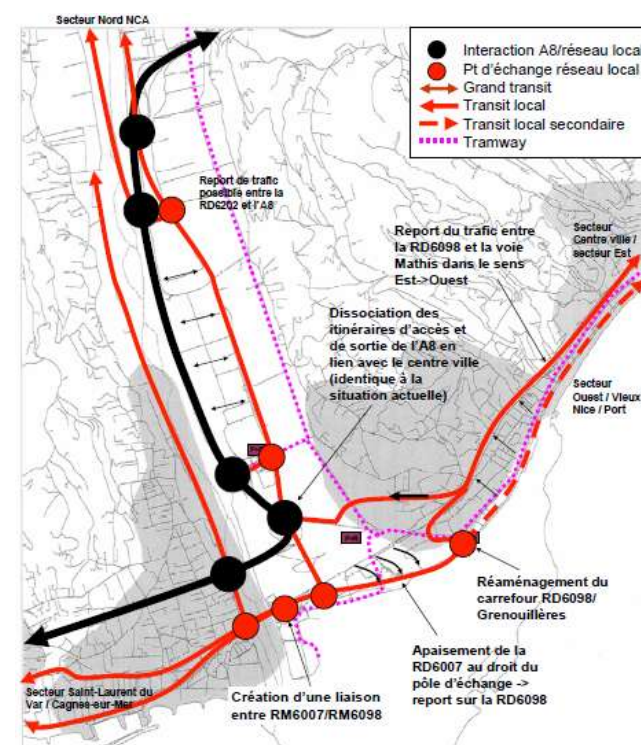 Secteur Nord NCA
Interaction A8/réseau local
Pt d'échange réseau local
Grand transit
Transit local
Transit local secondaire
Tramway
Report de trafic
possible entre la
RD6202 et l'A8
Report du trafic entre
la RD6098 et la voie
Mathis dans le sens
Est->Ouest
Secteur
Centre ville /
secteur Est
Dissociation des
itinéraires d'accès et
de sortie de l'A8 en
lien avec le centre ville
(identique à la
situation actuelle)
Secteur
Ouest / Vieux
Nice / Port
Réaménagement du
carrefour RD6098/
Grenouillères
Apaisement de la
RD6007 au droit du
pôle d'échange ->
report sur la RD6098
Secteur Saint-Laurent du
Var / Cagnes-sur-Mer
Création d'une liaison
entre RM6007/RM6098